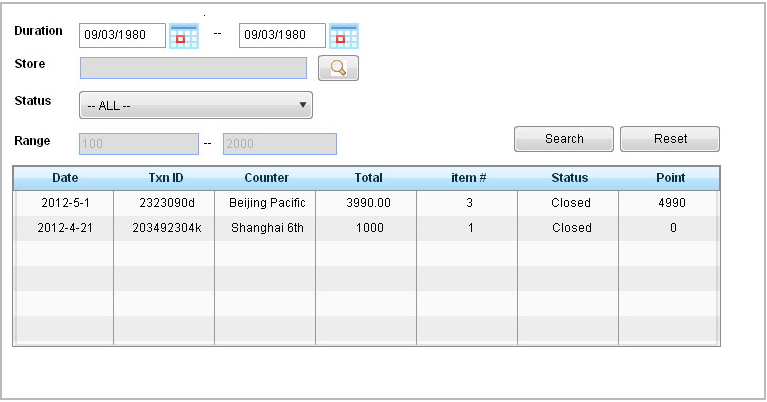 Duration 09/03/1980 -- 09/03/1980
Store
Status -- ALL --
Range 100 -- 2000 Search Reset
Date Txn ID Counter Total item # Status Point
2012-5-1 2323090d Beijing Pacific 3990.00 3 Closed 4990
2012-4-21 203492304k Shanghai 6th 1000 1 Closed 0